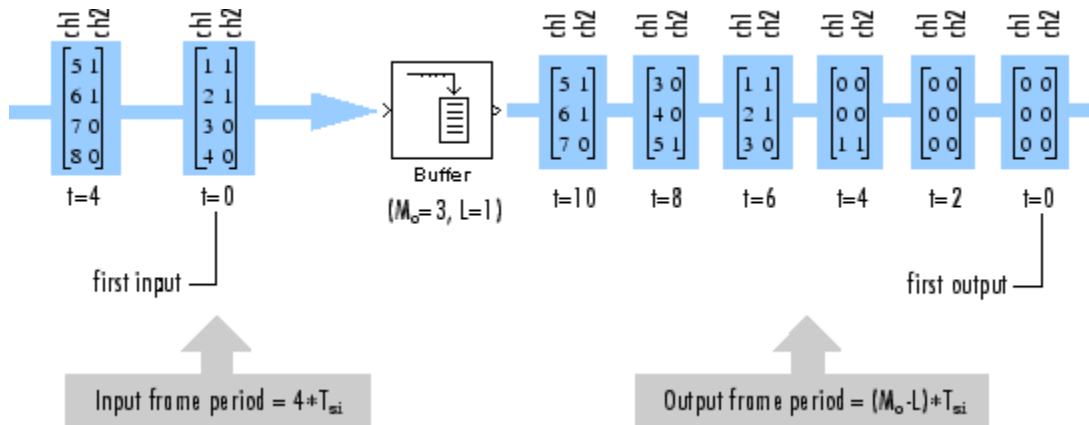 ch1 ch2 ch1 ch2 ch1 ch2 ch1 ch2 ch1 ch2 ch1 ch2 ch1 ch2 ch1 ch2
5 1 1 1 5 1 3 0 1 1 0 0 0 0 0 0
6 1 2 1 6 1 4 0 2 1 0 0 0 0 0 0
7 0 3 0 7 0 5 1 3 0 1 1 0 0 0 0
8 0 4 0
t=4 t=0 Buffer t=10 t=8 t=6 t=4 t=2 t=0
(Mo=3, L=1)
first input first output
Input frame period = 4*Tsi Output frame period = (Mo-L)*Tsi